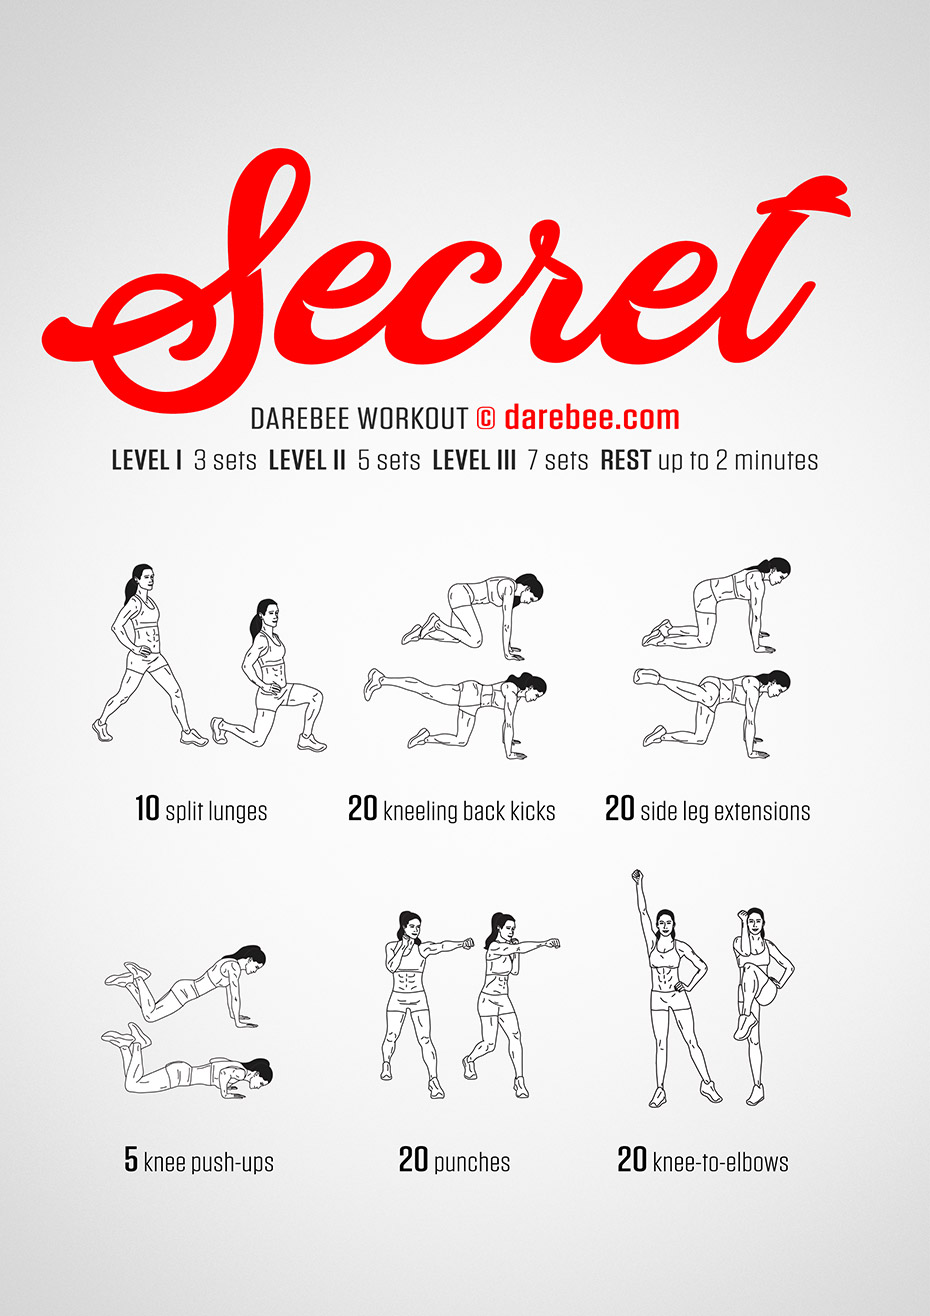 Secret
DAREBEE WORKOUT © darebee.com
LEVEL I 3 sets LEVEL II 5 sets LEVEL III 7 sets REST up to 2 minutes
10 split lunges
20 kneeling back kicks
20 side leg extensions
5 knee push-ups
20 punches
20 knee-to-elbows